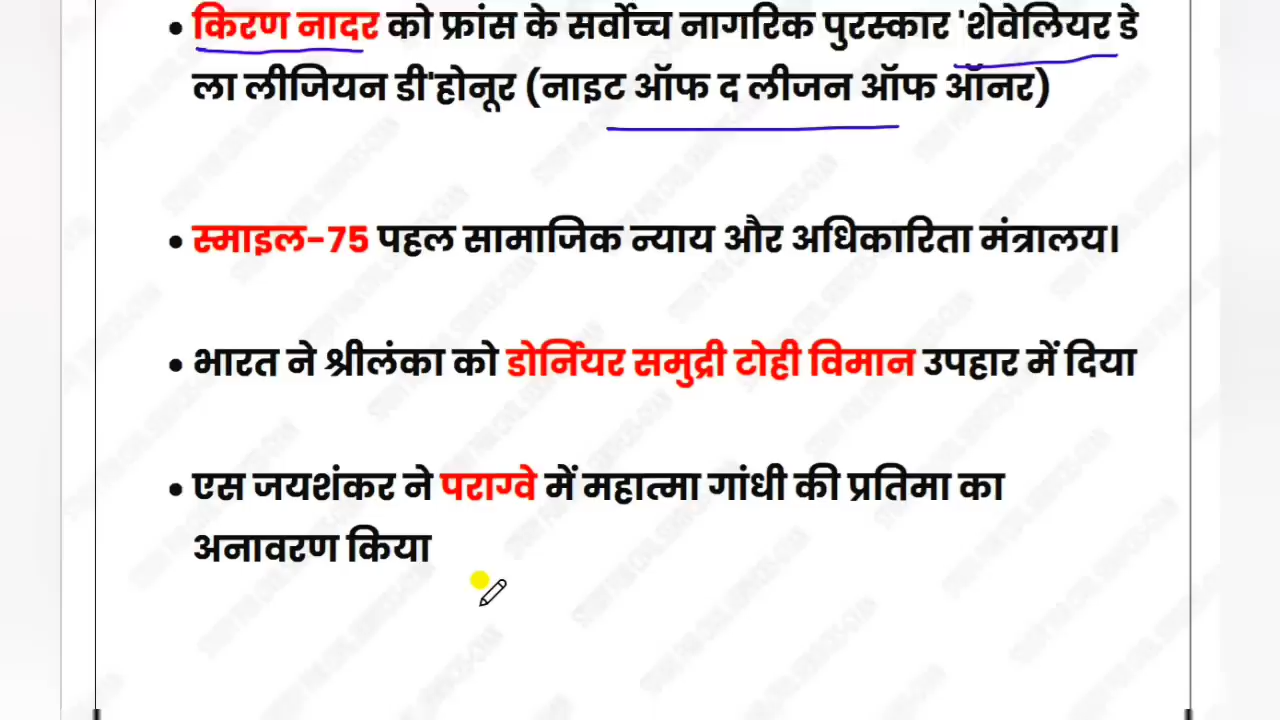 • किरण नादर को फ्रांस के सर्वोच्च नागरिक पुरस्कार 'शेवेलियर डे
ला लीजियन डी'होनूर (नाइट ऑफ द लीजन ऑफ ऑनर)
• स्माइल-75 पहल सामाजिक न्याय और अधिकारिता मंत्रालय।
• भारत ने श्रीलंका को डोर्नियर समुद्री टोही विमान उपहार में दिया
• एस जयशंकर ने पराग्वे में महात्मा गांधी की प्रतिमा का
अनावरण किया